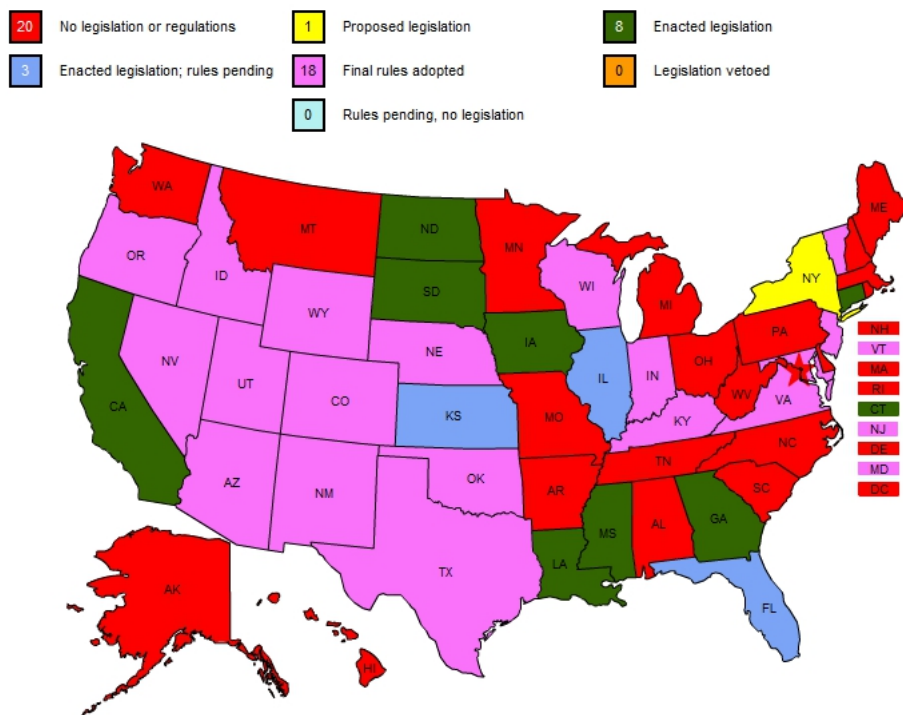 20 No legislation or regulations 1 Proposed legislation 8 Enacted legislation
3 Enacted legislation; rules pending 18 Final rules adopted 0 Legislation vetoed
0 Rules pending, no legislation
WA
MT
ND
MN
ME
OR
ID
SD
WI
MI
NY
WY
IA
PA
NH
NV
NE
IL
IN
OH
VT
MA
UT
CO
KS
MO
KY
WV
VA
RI
CA
CT
NJ
AZ
NM
OK
AR
TN
NC
DE
SC
MD
MS
AL
GA
DC
TX
LA
AK
FL
HI